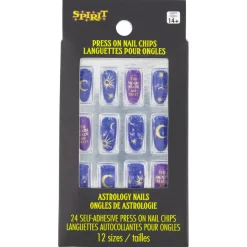 SPIRIT
14+
PRESS ON NAIL CHIPS
LANGUETTES POUR ONGLES
ASTROLOGY NAILS
ONGLES DE ASTROLOGIE
24 SELF-ADHESIVE PRESS ON NAIL CHIPS
LANGUETTES AUTOCOLLANTES POUR ONGLES
12 sizes / tailles